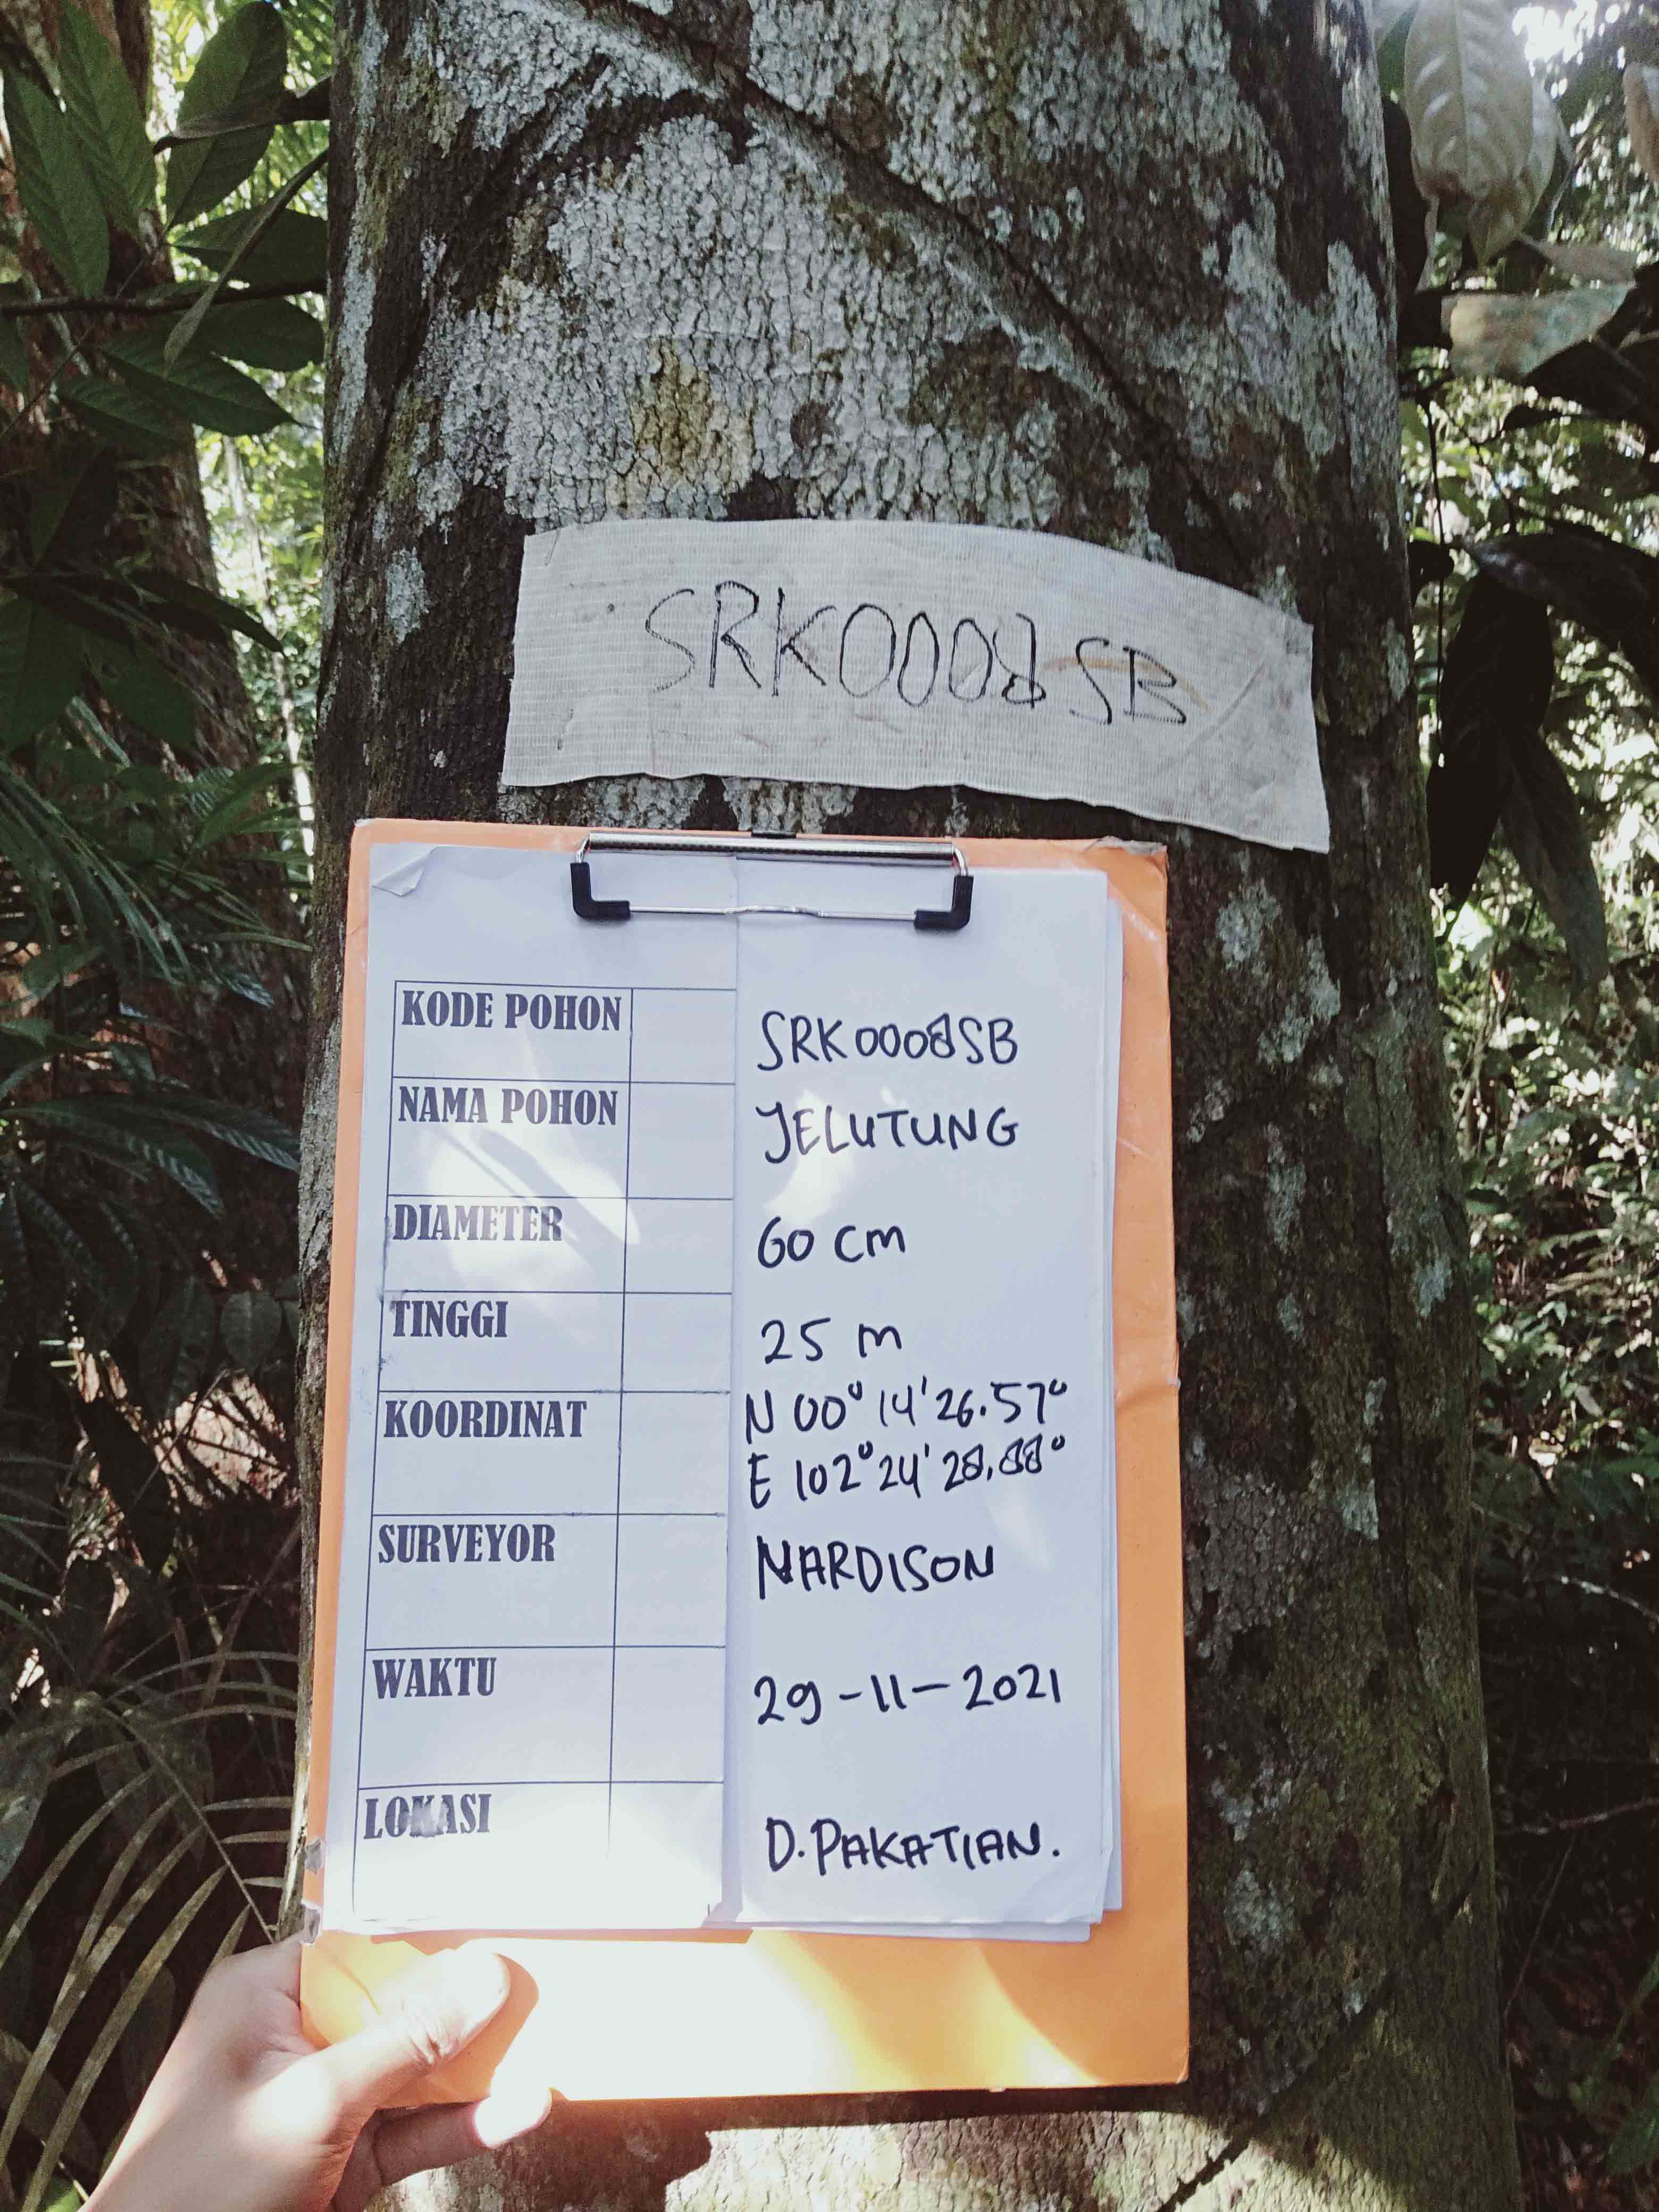 SRK0008SB
KODE POHON SRK0008SB
NAMA POHON JELUTUNG
DIAMETER 60 cm
TINGGI 25 m
KOORDINAT N 00° 14' 26.57°
E 102° 24' 28,88°
SURVEYOR NARDISON
WAKTU 29-11-2021
LOKASI D.PAKATIAN.